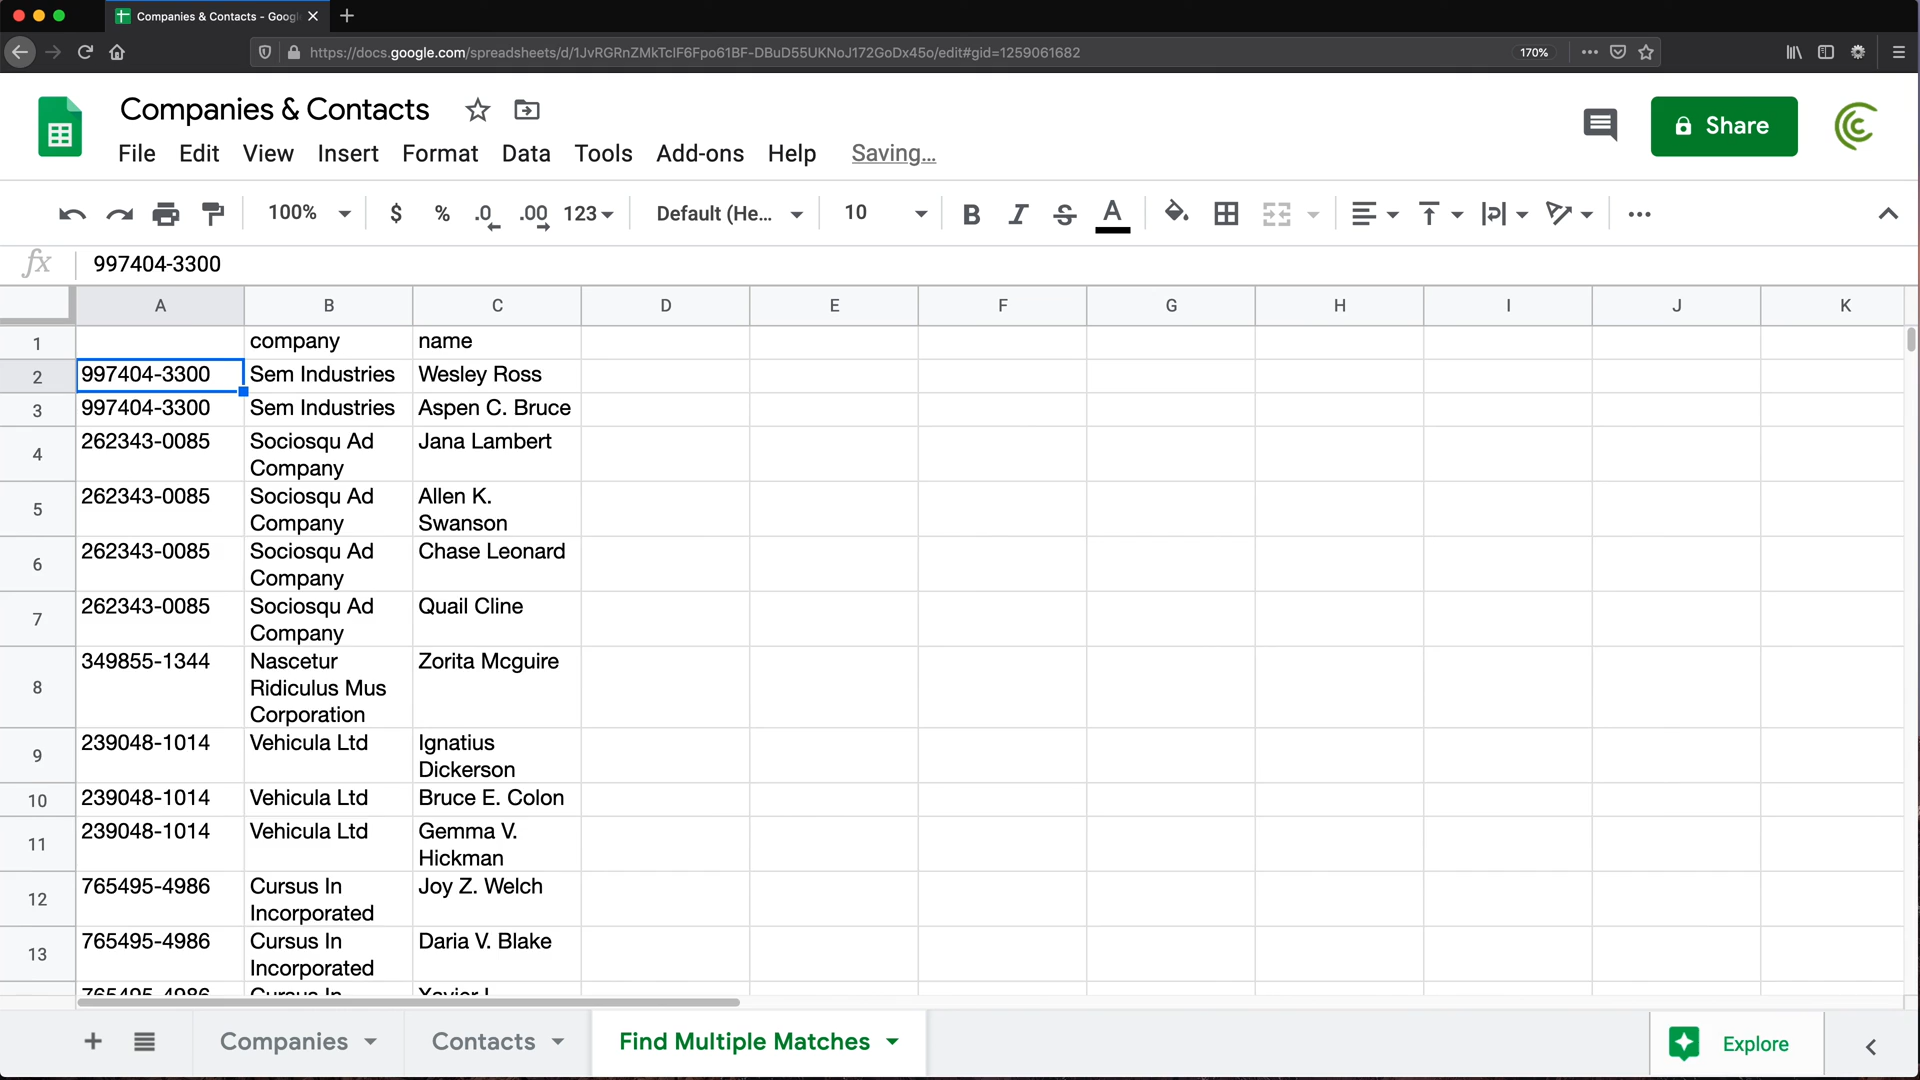 Companies & Contacts - Googl
https://docs.google.com/spreadsheets/d/1JvRGRnZMkTclF6Fpo61BF-DBuD55UKNoJ172GoDx45o/edit#gid=1259061682
170%
Companies & Contacts
Share
File Edit View Insert Format Data Tools Add-ons Help Saving...
100% $ % .0 .00 123 Default (He... 10 B I S A
fx 997404-3300
A B C D E F G H I J K
1 company name
2 997404-3300 Sem Industries Wesley Ross
3 997404-3300 Sem Industries Aspen C. Bruce
4 262343-0085 Sociosqu Ad Jana Lambert
Company
5 262343-0085 Sociosqu Ad Allen K.
Company Swanson
6 262343-0085 Sociosqu Ad Chase Leonard
Company
7 262343-0085 Sociosqu Ad Quail Cline
Company
8 349855-1344 Nascetur Zorita Mcguire
Ridiculus Mus
Corporation
9 239048-1014 Vehicula Ltd Ignatius
Dickerson
10 239048-1014 Vehicula Ltd Bruce E. Colon
11 239048-1014 Vehicula Ltd Gemma V.
Hickman
12 765495-4986 Cursus In Joy Z. Welch
Incorporated
13 765495-4986 Cursus In Daria V. Blake
Incorporated
765495-4986 Cursus In
Companies Contacts Find Multiple Matches Explore